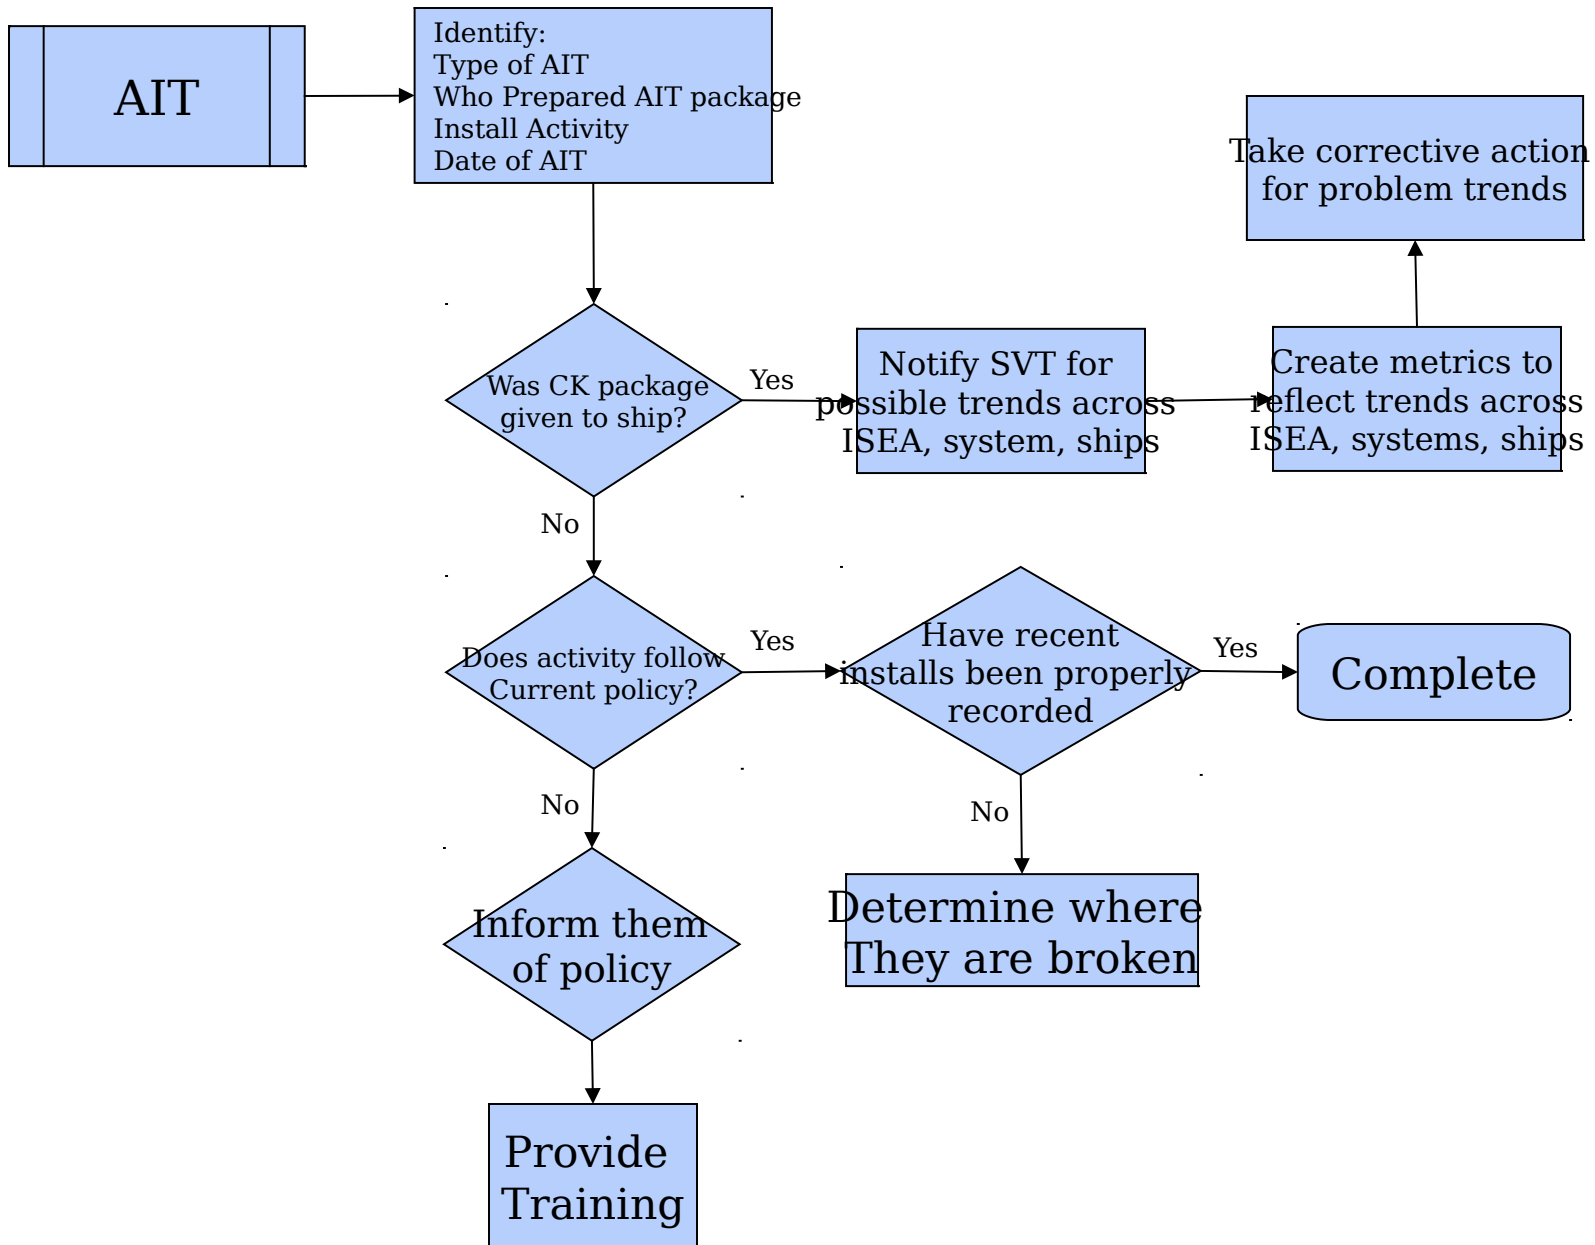 AIT
Identify:
Type of AIT
Who Prepared AIT package
Install Activity
Date of AIT
Take corrective action
for problem trends
Was CK package
given to ship?
Yes
Notify SVT for
possible trends across
ISEA, system, ships
Create metrics to
reflect trends across
ISEA, systems, ships
No
Does activity follow
Current policy?
Yes
Have recent
installs been properly
recorded
Yes
Complete
No
No
Inform them
of policy
Determine where
They are broken
Provide
Training